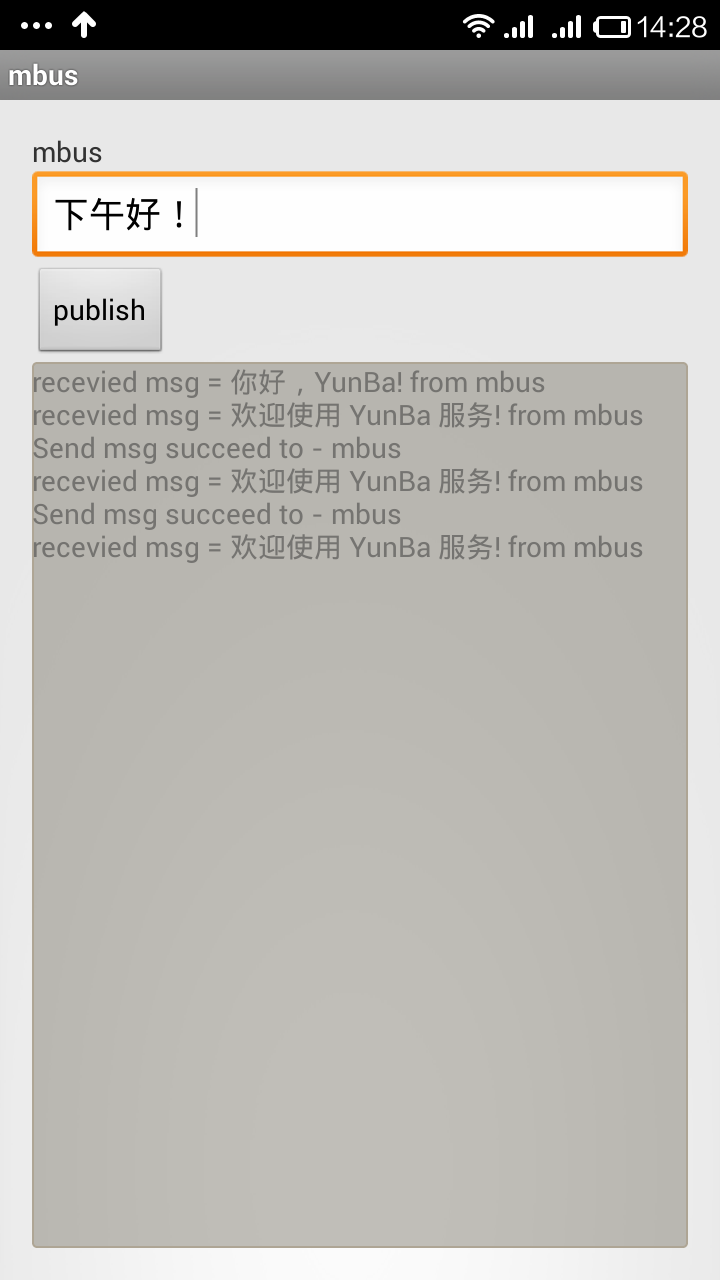 14:28
mbus
mbus
下午好！
publish
recevied msg = 你好，YunBa! from mbus
recevied msg = 欢迎使用 YunBa 服务! from mbus
Send msg succeed to - mbus
recevied msg = 欢迎使用 YunBa 服务! from mbus
Send msg succeed to - mbus
recevied msg = 欢迎使用 YunBa 服务! from mbus